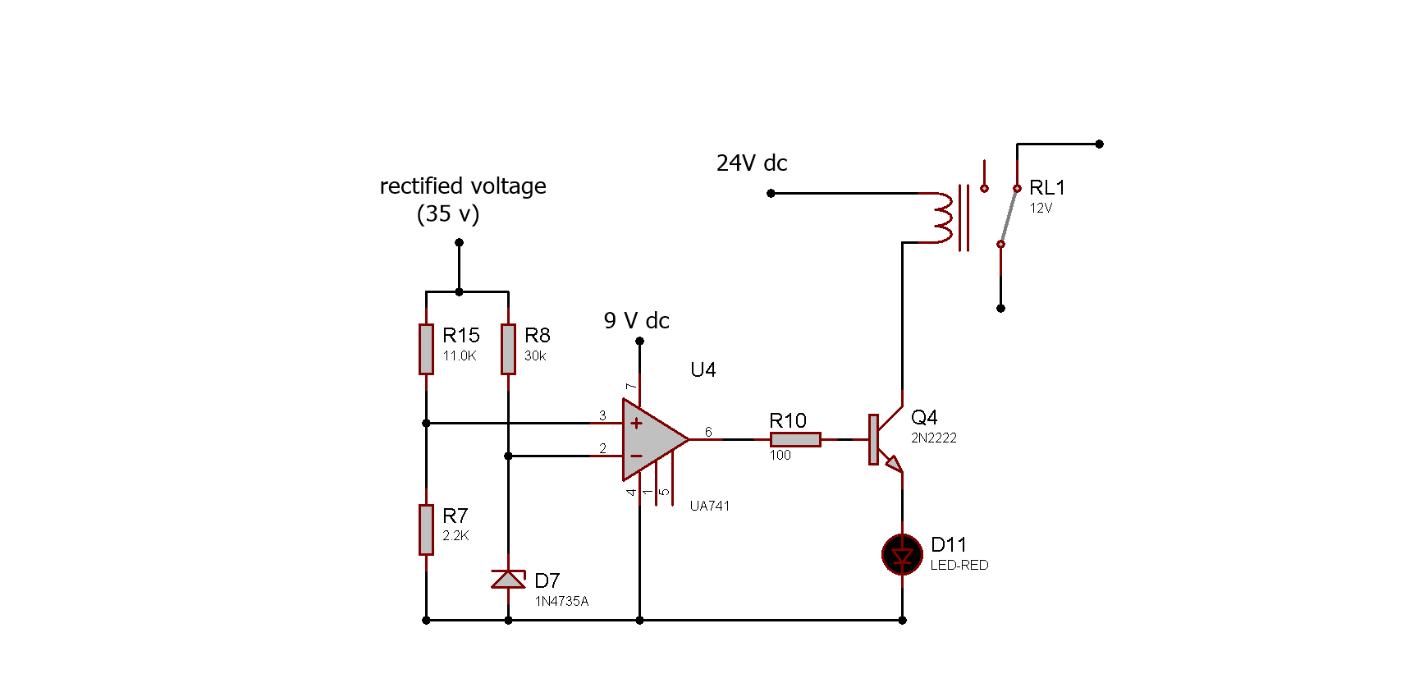 24V dc
rectified voltage
(35 v)
RL1
12V
9 V dc
R15
11.0K
R8
30k
U4
7
3
2
6
4
1
5
UA741
R10
100
Q4
2N2222
R7
2.2K
D7
1N4735A
D11
LED-RED